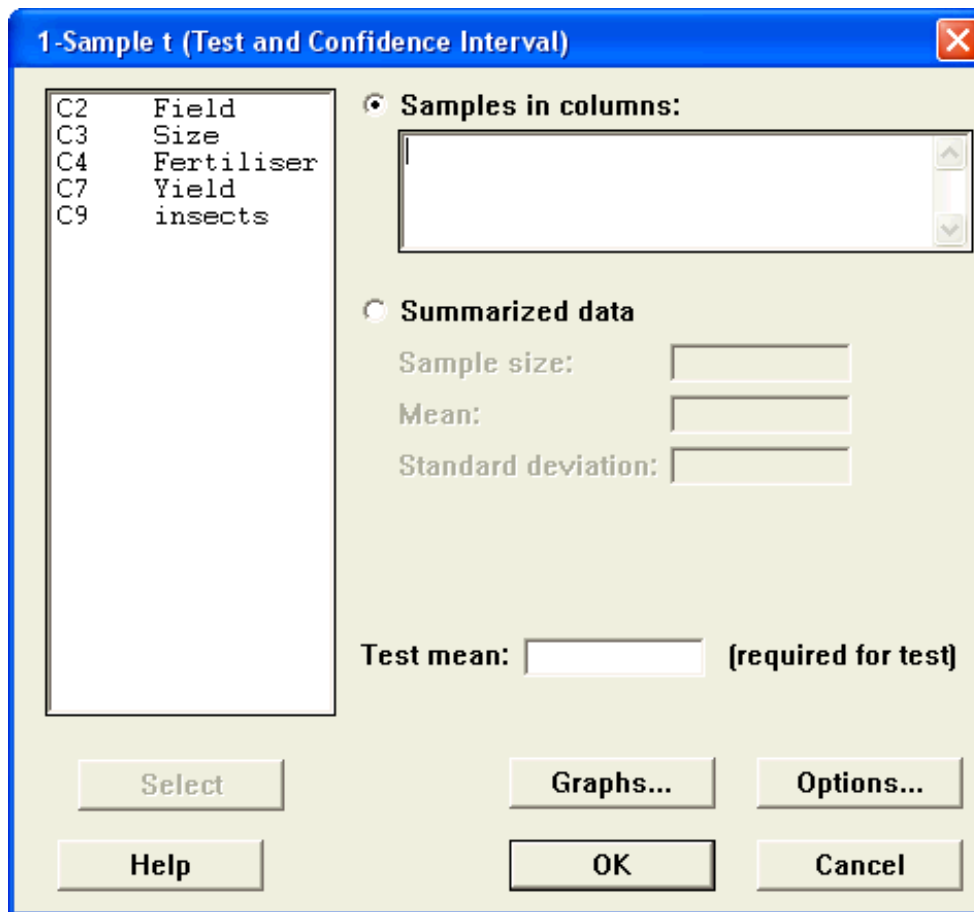 1-Sample t (Test and Confidence Interval)
C2 Field
C3 Size
C4 Fertiliser
C7 Yield
C9 insects
Samples in columns:
Summarized data
Sample size:
Mean:
Standard deviation:
Test mean: (required for test)
Select
Graphs...
Options...
Help
OK
Cancel